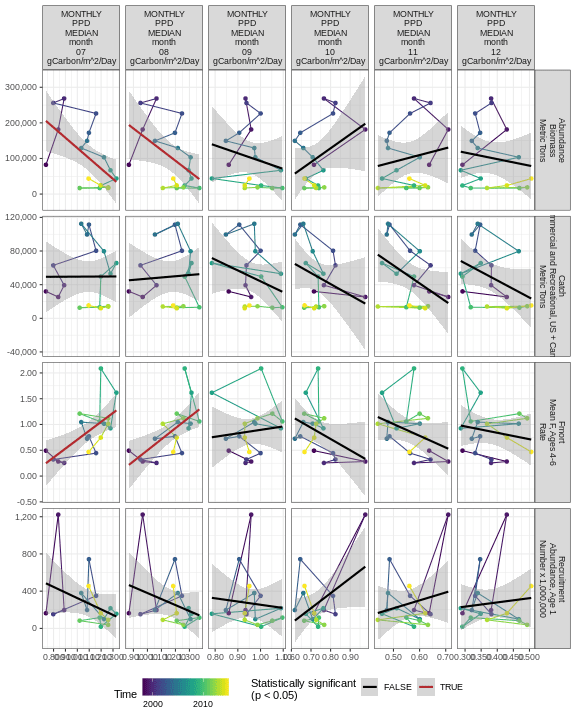 MONTHLY
PPD
MEDIAN
month
07
gCarbon/m^2/Day
MONTHLY
PPD
MEDIAN
month
08
gCarbon/m^2/Day
MONTHLY
PPD
MEDIAN
month
09
gCarbon/m^2/Day
MONTHLY
PPD
MEDIAN
month
10
gCarbon/m^2/Day
MONTHLY
PPD
MEDIAN
month
11
gCarbon/m^2/Day
MONTHLY
PPD
MEDIAN
month
12
gCarbon/m^2/Day
300,000
200,000
100,000
0
Abundance
Biomass
Metric Tons
120,000
80,000
40,000
0
-40,000
Catch
mmercial and Recreational, US + Can
Metric Tons
2.00
1.50
1.00
0.50
0.00
-0.50
Fmort
Mean F, Ages 4-6
Rate
1,200
800
400
0
Recruitment
Abundance, Age 1
Number x 1,000,000
0.80 0.90 1.00
0.60 0.70 0.80 0.90
0.50 0.60 0.70
0.300 0.350 0.400 0.450 0.500
Time
2000 2010
Statistically significant
(p < 0.05)
FALSE TRUE